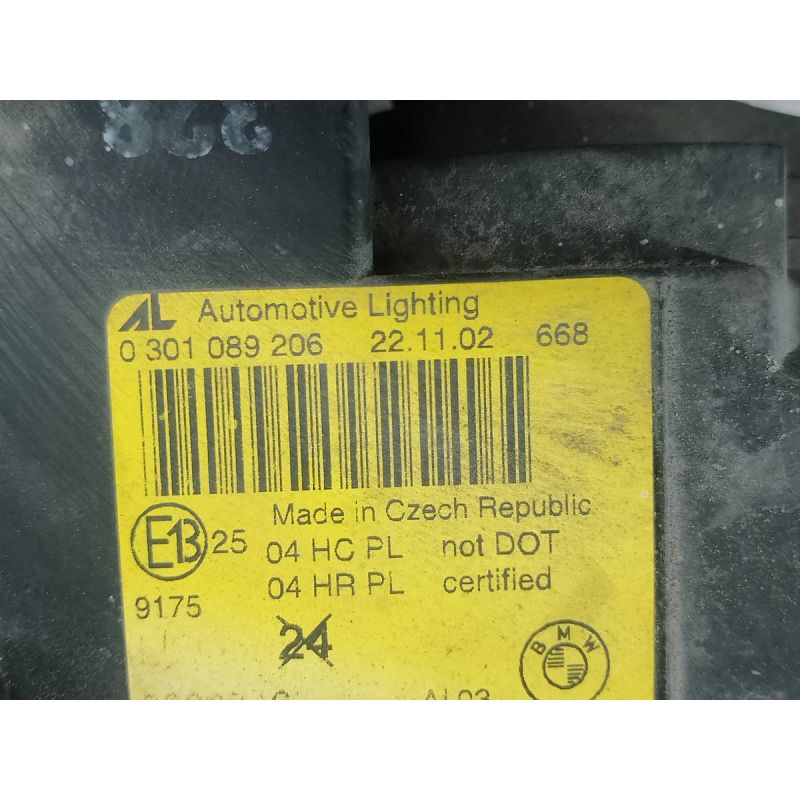 AL Automotive Lighting
0 301 089 206 22.11.02 668
Made in Czech Republic
E13 25 04 HC PL not DOT
9175 04 HR PL certified
24
BMW